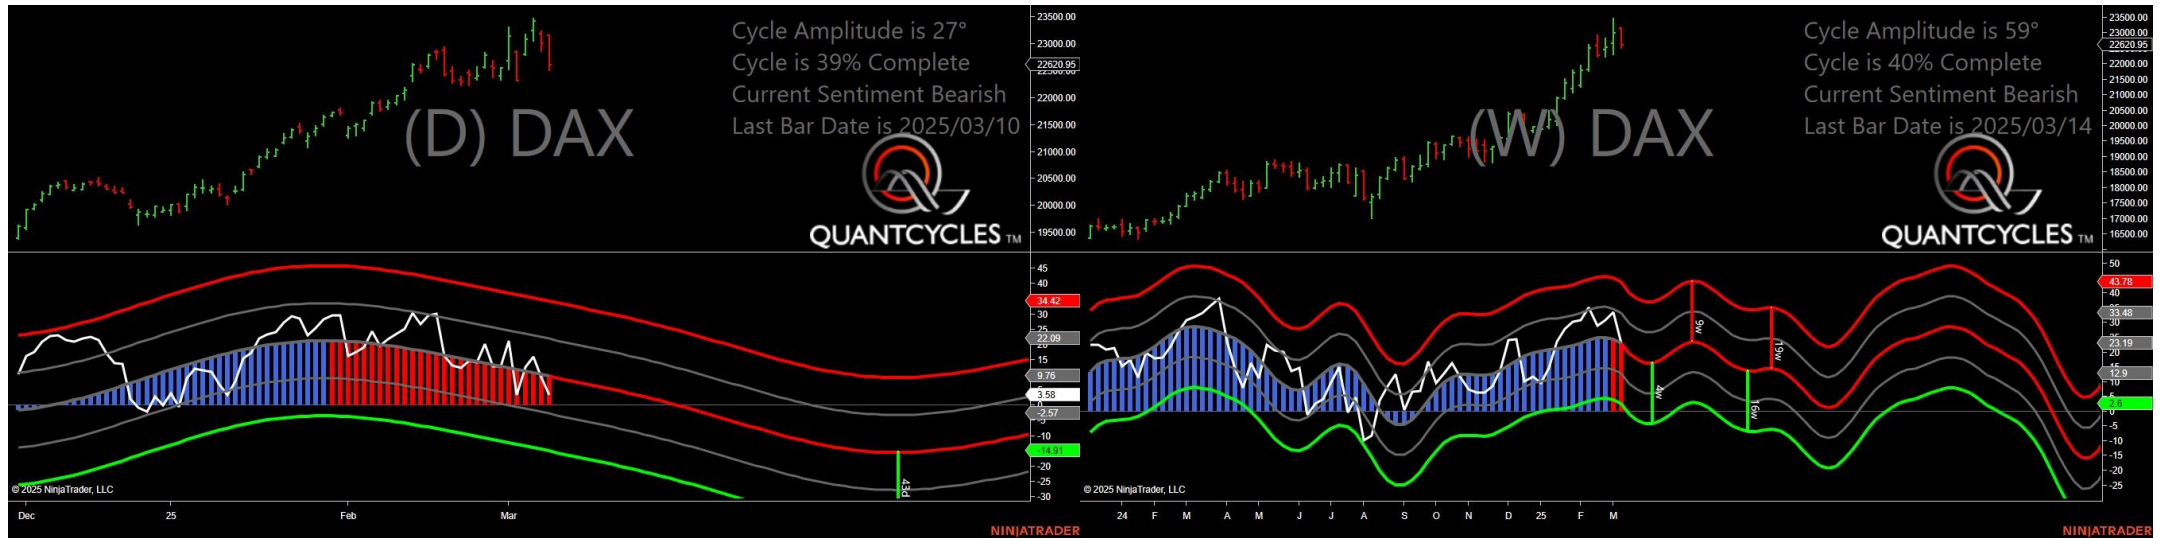 Cycle Amplitude is 27°
Cycle is 39% Complete
Current Sentiment Bearish
Last Bar Date is 2025/03/10
(D) DAX
QUANTCYCLES TM
23500.00
23000.00
22620.95
22500.00
22000.00
21500.00
21000.00
20500.00
20000.00
19500.00
45
40
34.42
30
25
22.09
20
15
9.76
3.58
0
-2.57
-5
-10
-14.91
-20
-25
-30
43d
© 2025 NinjaTrader, LLC
Dec 25 Feb Mar
NINJATRADER
Cycle Amplitude is 59°
Cycle is 40% Complete
Current Sentiment Bearish
Last Bar Date is 2025/03/14
(W) DAX
QUANTCYCLES TM
23500.00
23000.00
22620.95
22000.00
21500.00
21000.00
20500.00
20000.00
19500.00
19000.00
18500.00
18000.00
17500.00
17000.00
16500.00
50
43.78
40
33.48
30
23.19
20
12.9
10
2.6
0
-5
-10
-15
-20
-25
4w
9w
16w
19w
© 2025 NinjaTrader, LLC
24 F M A M J J A S O N D 25 F M
NINJATRADER